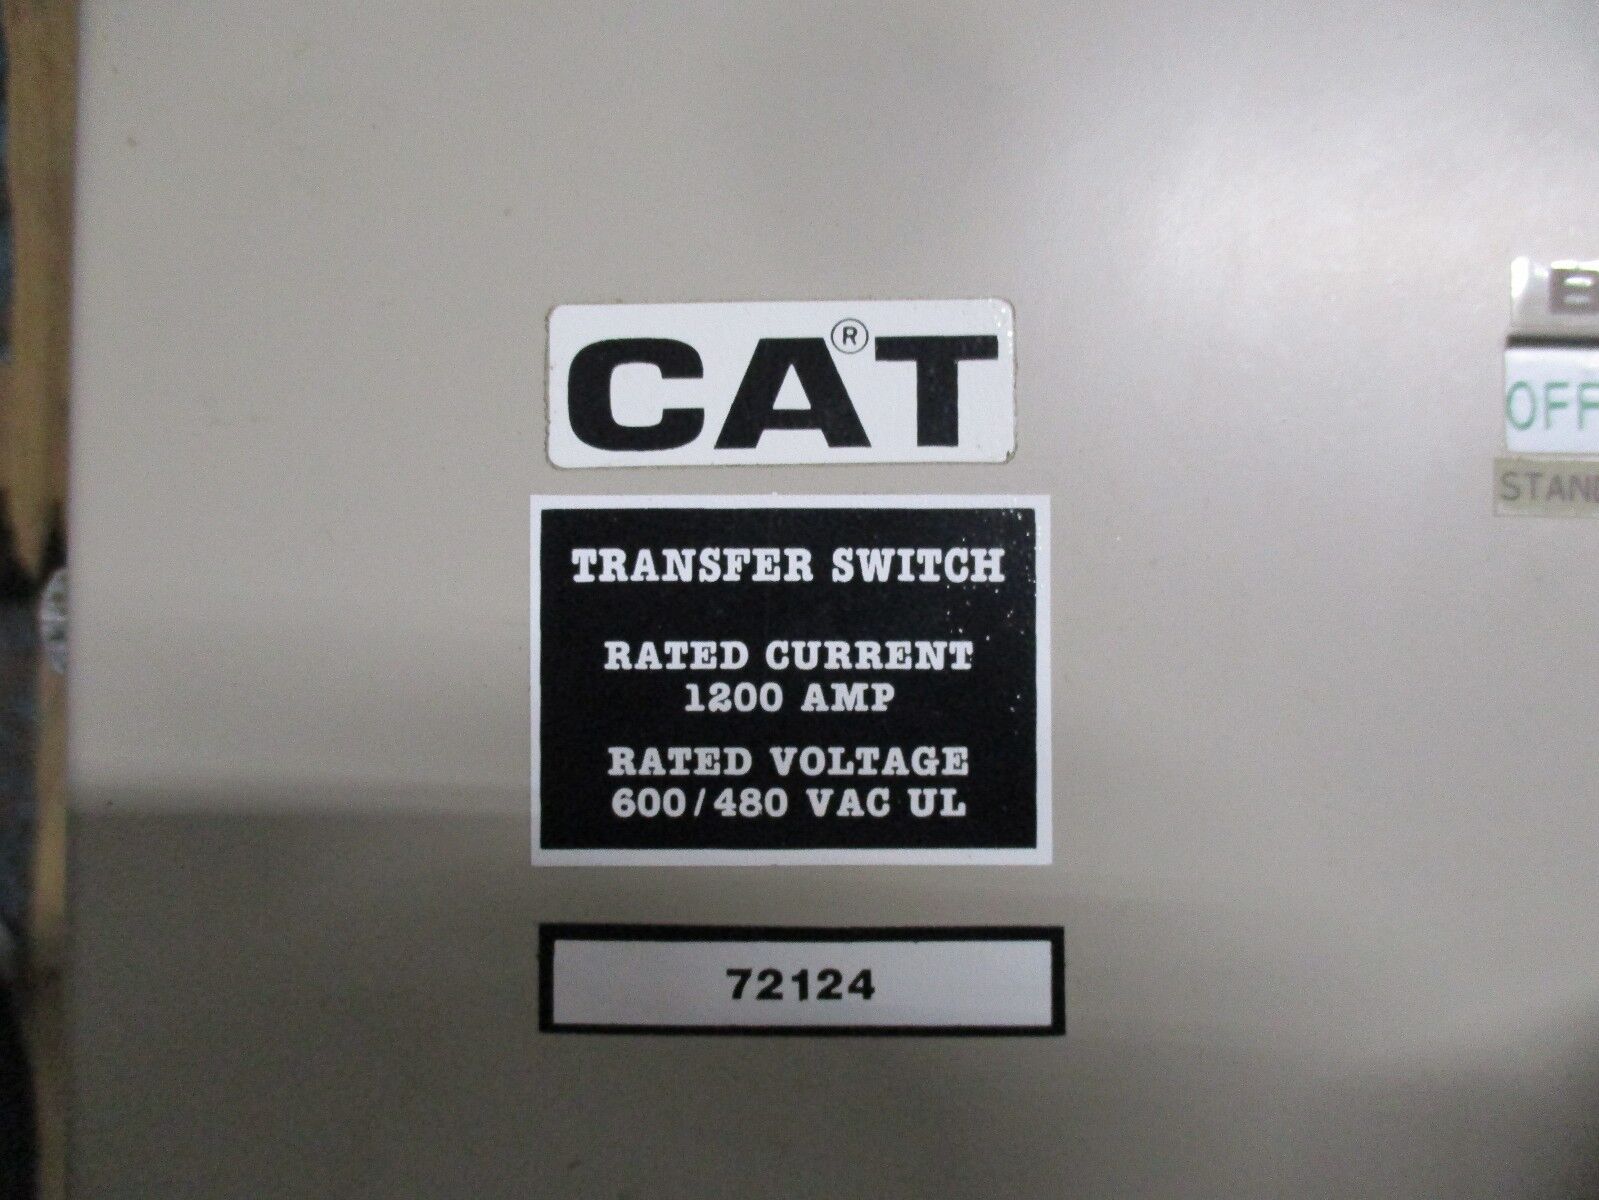 CAT®
TRANSFER SWITCH
RATED CURRENT
1200 AMP
RATED VOLTAGE
600/480 VAC UL
72124
OFF